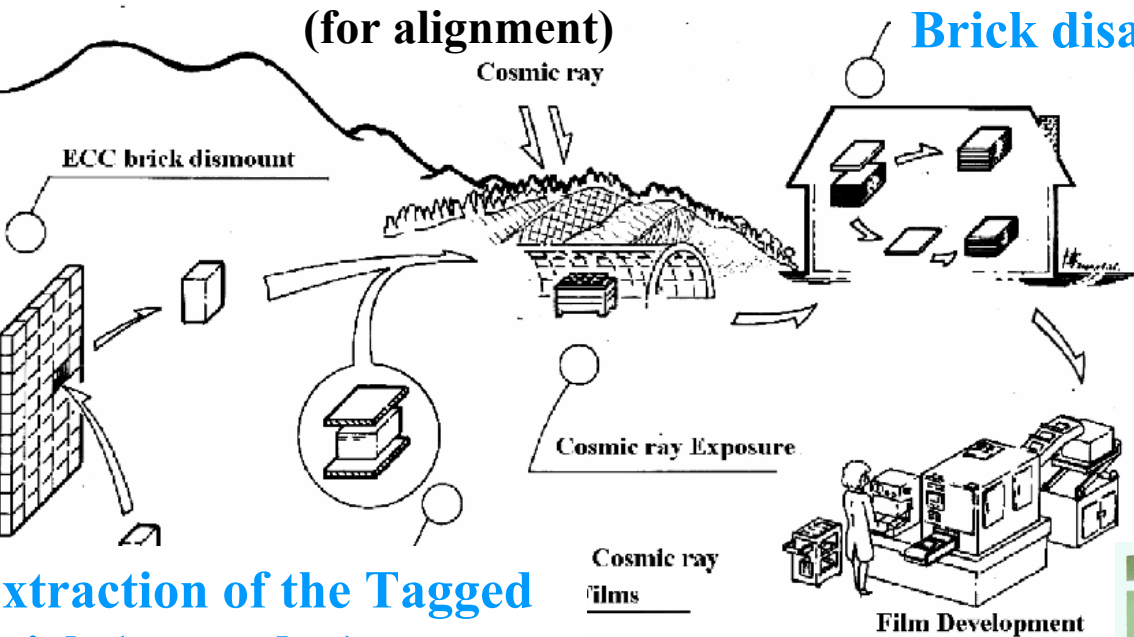 (for alignment)
Brick disa
Cosmic ray
ECC brick dismount
Cosmic ray Exposure
Cosmic ray
Films
xtraction of the Tagged
Film Development